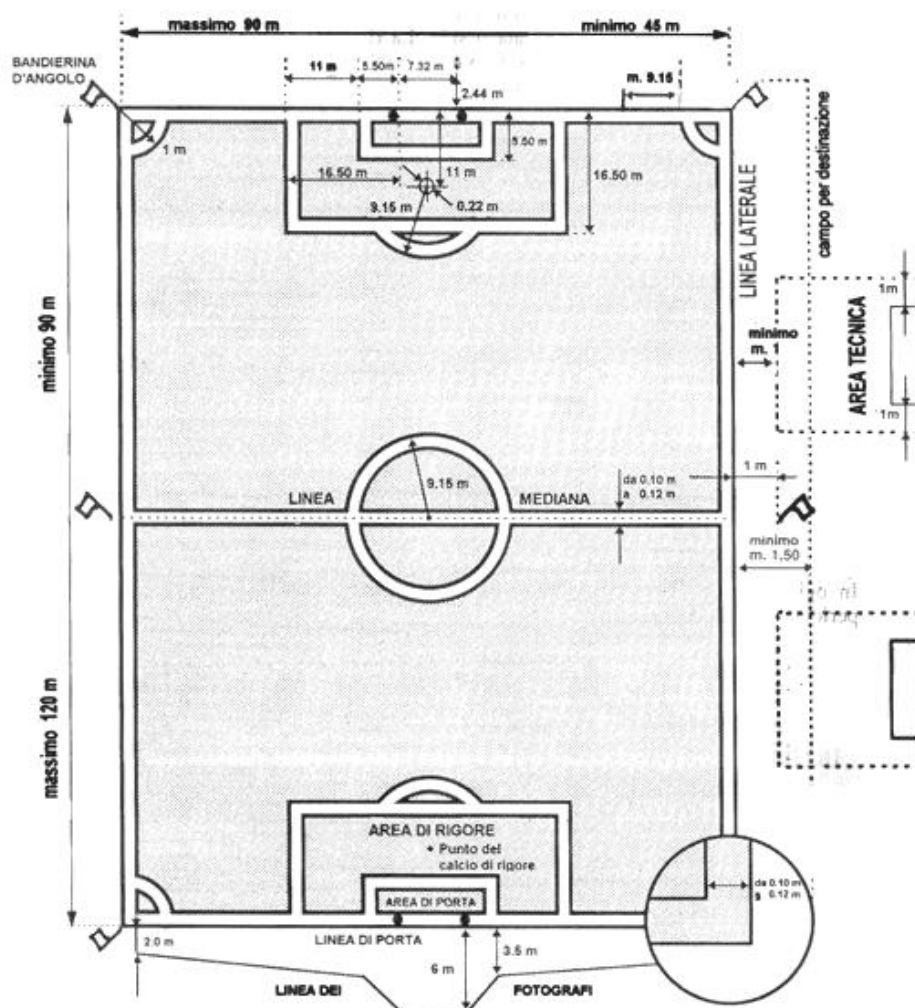 massimo 90 m
minimo 45 m
BANDIERINA
D'ANGOLO
11 m
5.50m
7.32 m
2.44 m
m. 9.15
1 m
5.50 m
16.50 m
11 m
16.50 m
9.15 m
0.22 m
LINEA LATERALE
campo per destinazione
minimo 90 m
1m
minimo
m. 1
AREA TECNICA
1m
9.15 m
LINEA
MEDIANA
da 0.10 m
a 0.12 m
1 m
minimo
m. 1,50
massimo 120 m
AREA DI RIGORE
+ Punto del
calcio di rigore
AREA DI PORTA
da 0.10 m
a 0.12 m
LINEA DI PORTA
2.0 m
3.5 m
6 m
LINEA DEI
FOTOGRAFI